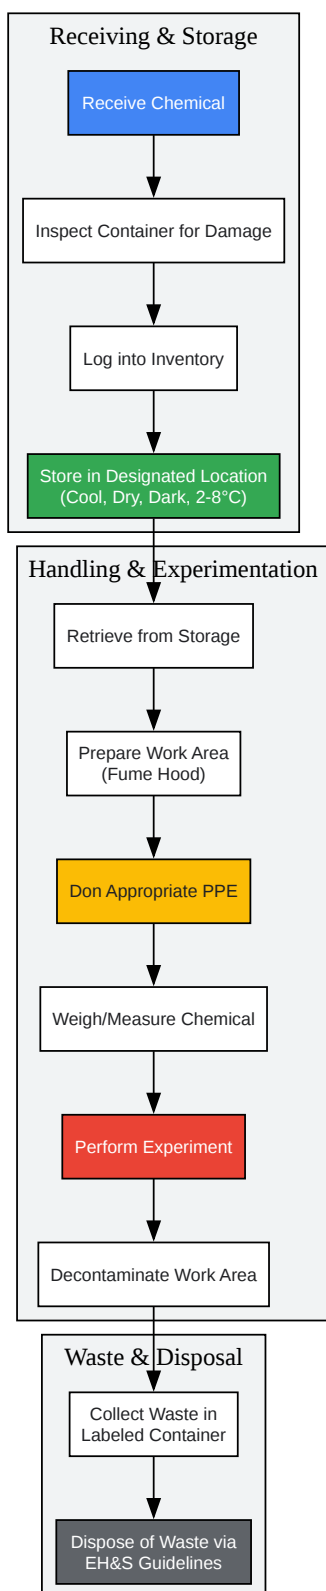 Receiving & Storage
Receive Chemical
Inspect Container for Damage
Log into Inventory
Store in Designated Location
(Cool, Dry, Dark, 2-8°C)
Handling & Experimentation
Retrieve from Storage
Prepare Work Area
(Fume Hood)
Don Appropriate PPE
Weigh/Measure Chemical
Perform Experiment
Decontaminate Work Area
Waste & Disposal
Collect Waste in
Labeled Container
Dispose of Waste via
EH&S Guidelines